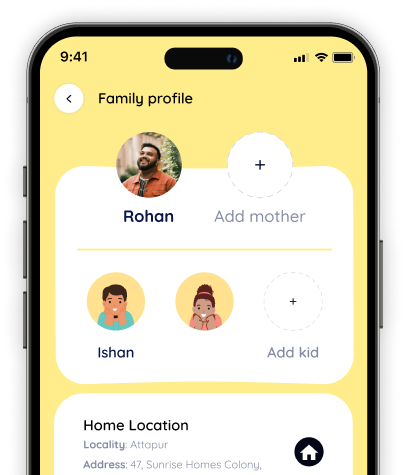 9:41
Family profile
Rohan
Add mother
Ishan
Add kid
Home Location
Locality: Attapur
Address: 47, Sunrise Homes Colony,